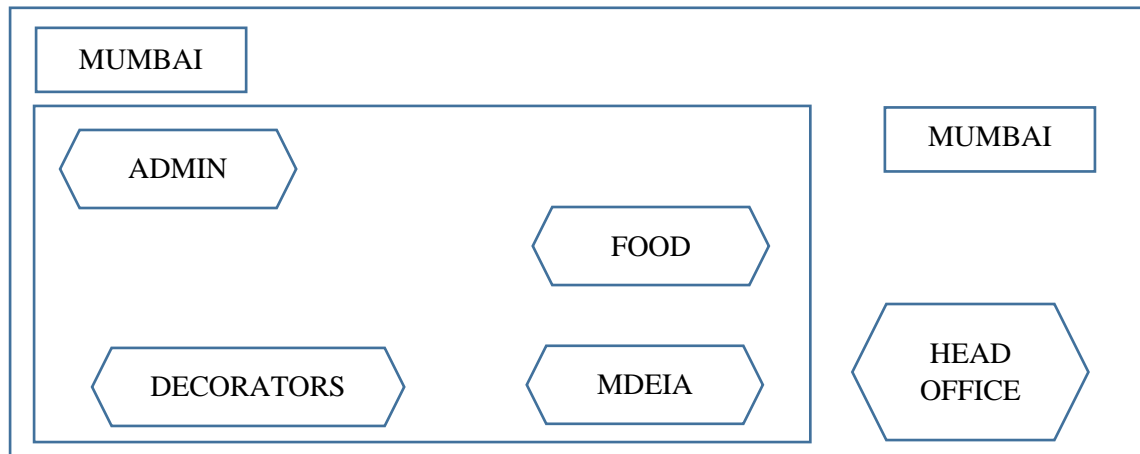 MUMBAI
MUMBAI
ADMIN
FOOD
HEAD
OFFICE
DECORATORS
MDEIA